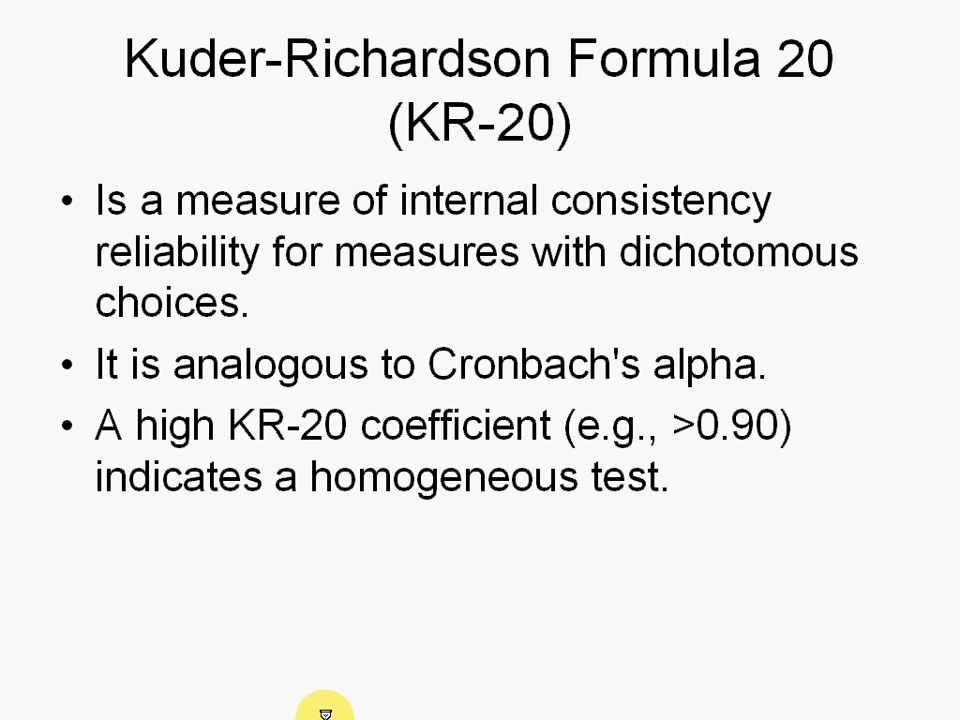 Kuder-Richardson Formula 20
(KR-20)
• Is a measure of internal consistency
reliability for measures with dichotomous
choices.
• It is analogous to Cronbach's alpha.
• A high KR-20 coefficient (e.g., >0.90)
indicates a homogeneous test.